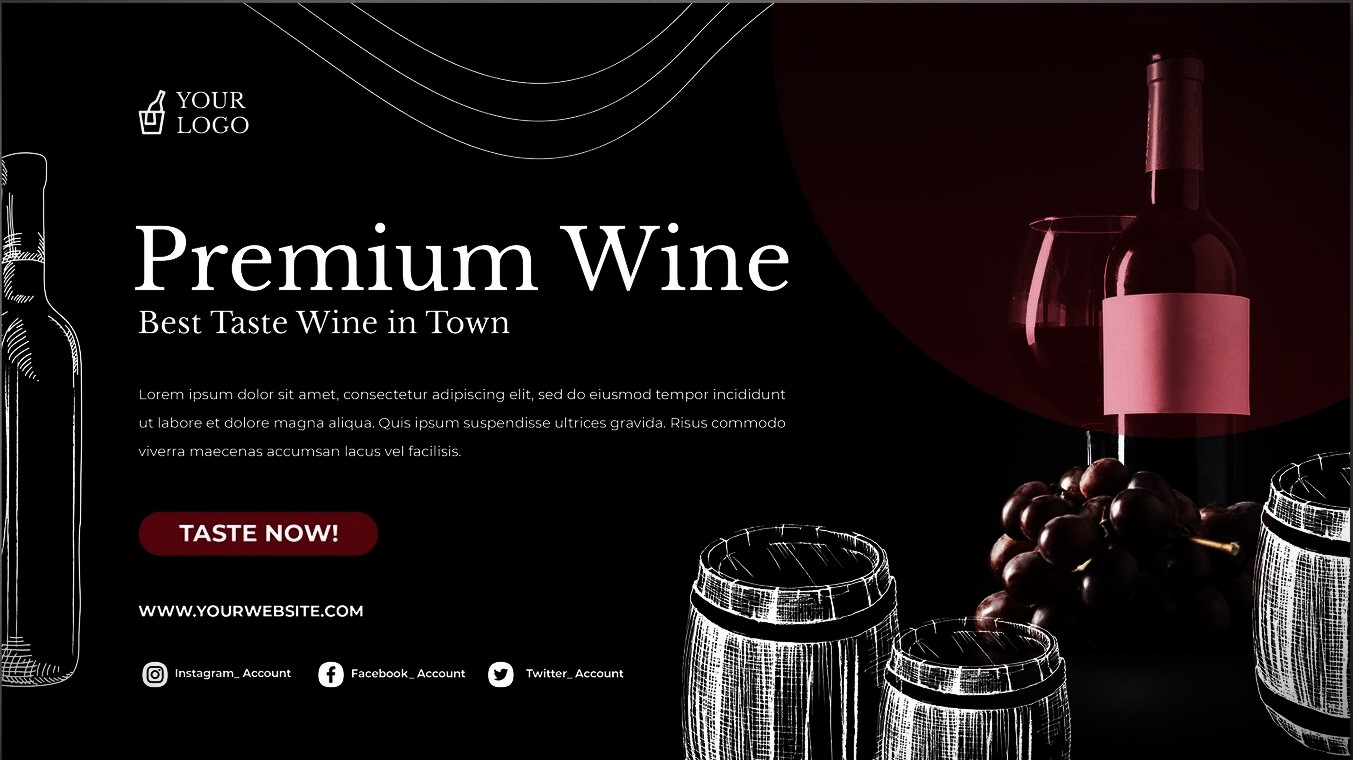 YOUR
LOGO
Premium Wine
Best Taste Wine in Town
Lorem ipsum dolor sit amet, consectetur adipiscing elit, sed do eiusmod tempor incididunt
ut labore et dolore magna aliqua. Quis ipsum suspendisse ultrices gravida. Risus commodo
viverra maecenas accumsan lacus vel facilisis.
TASTE NOW!
WWW.YOURWEBSITE.COM
Instagram_ Account Facebook_ Account Twitter_ Account